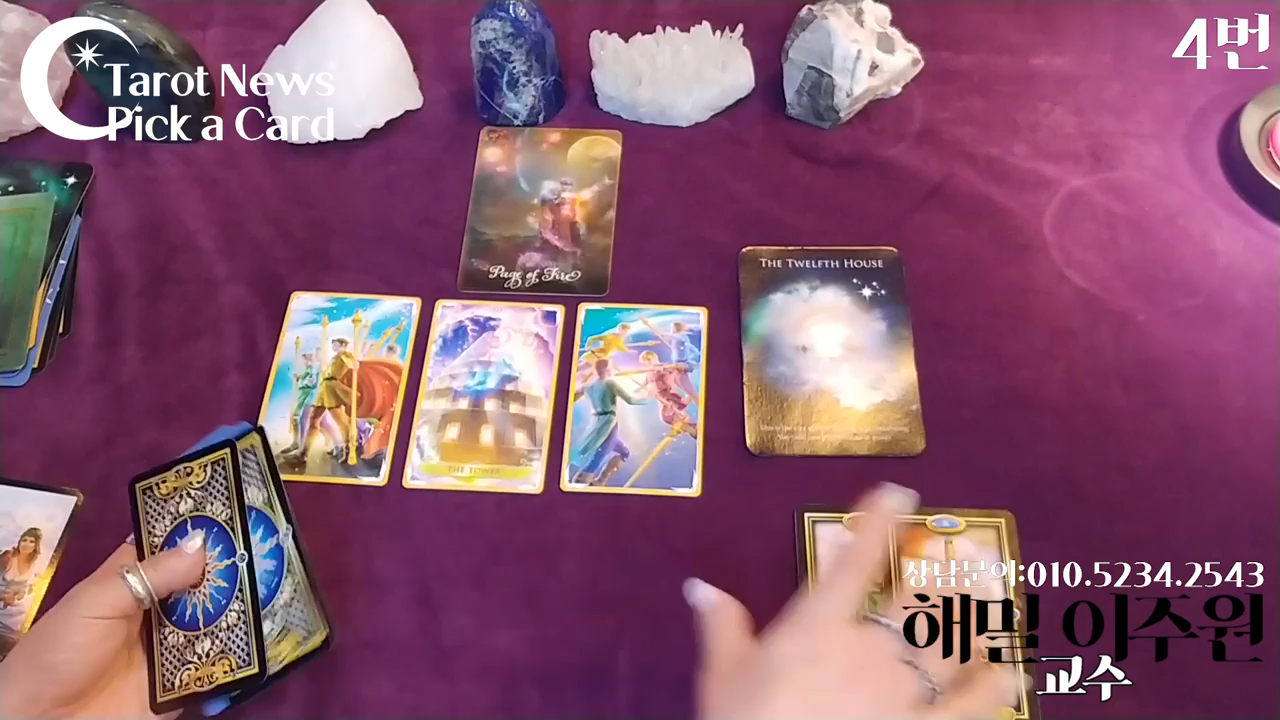 Tarot News
Pick a Card
4번
Page of Fire
THE TWELFTH HOUSE
THE TOWER
상담문의:010.5234.2543
해밀 이주원
교수